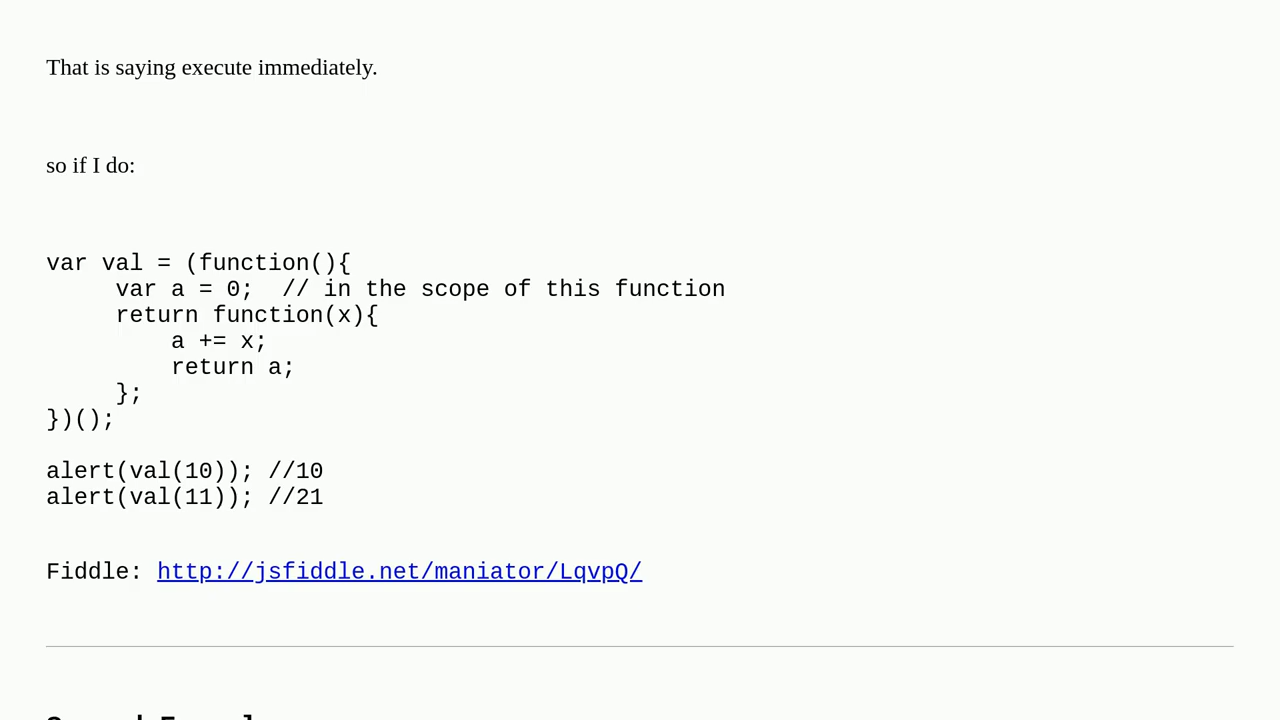 That is saying execute immediately.
so if I do:
var val = (function(){
     var a = 0;  // in the scope of this function
     return function(x){
         a += x;
         return a;
     };
})();
alert(val(10)); //10
alert(val(11)); //21
Fiddle: http://jsfiddle.net/maniator/LqvpQ/